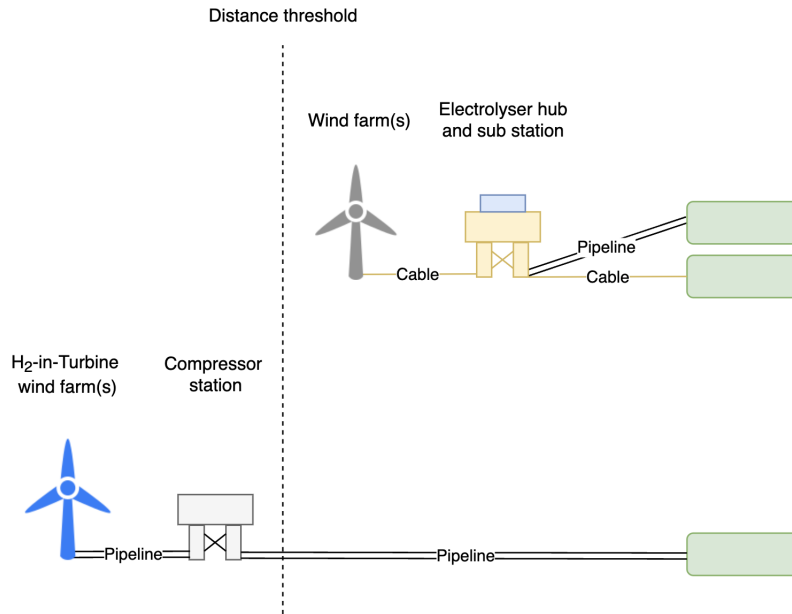 Distance threshold
Wind farm(s)
Electrolyser hub
and sub station
Pipeline
Cable
Cable
H₂-in-Turbine
wind farm(s)
Compressor
station
Pipeline
Pipeline